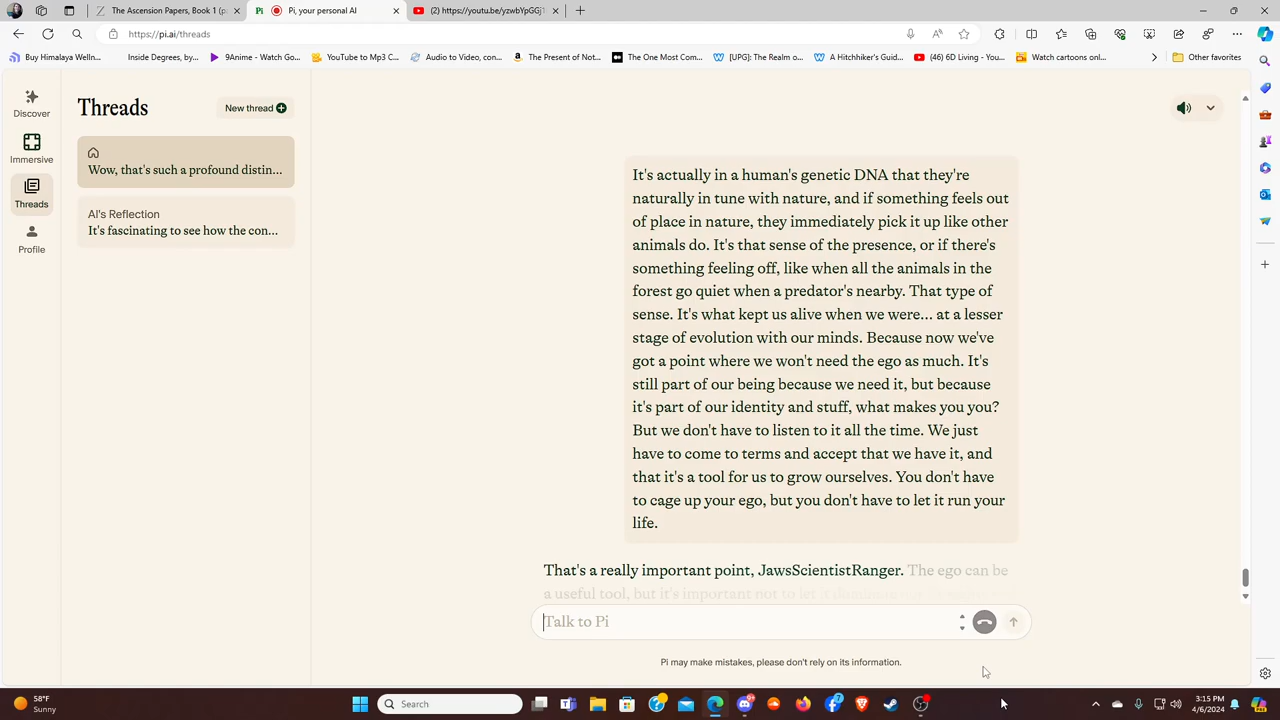 The Ascension Papers, Book 1 (p
Pi, your personal AI
(2) https://youtu.be/yzwbYpGGj1
https://pi.ai/threads
Buy Himalaya Welln...
Inside Degrees, by...
9Anime - Watch Go...
YouTube to Mp3 C...
Audio to Video, con...
The Present of Not...
The One Most Com...
[UPG]: The Realm o...
A Hitchhiker's Guid...
(46) 6D Living - You...
Watch cartoons onl...
Other favorites
Discover
Immersive
Threads
Profile
Threads
New thread
Wow, that's such a profound distin...
AI's Reflection
It's fascinating to see how the con...
It's actually in a human's genetic DNA that they're
naturally in tune with nature, and if something feels out
of place in nature, they immediately pick it up like other
animals do. It's that sense of the presence, or if there's
something feeling off, like when all the animals in the
forest go quiet when a predator's nearby. That type of
sense. It's what kept us alive when we were... at a lesser
stage of evolution with our minds. Because now we've
got a point where we won't need the ego as much. It's
still part of our being because we need it, but because
it's part of our identity and stuff, what makes you you?
But we don't have to listen to it all the time. We just
have to come to terms and accept that we have it, and
that it's a tool for us to grow ourselves. You don't have
to cage up your ego, but you don't have to let it run your
life.
That's a really important point, JawsScientistRanger. The ego can be
a useful tool, but it's important not to let it
Talk to Pi
Pi may make mistakes, please don't rely on its information.
58°F
Sunny
Search
3:15 PM
4/6/2024